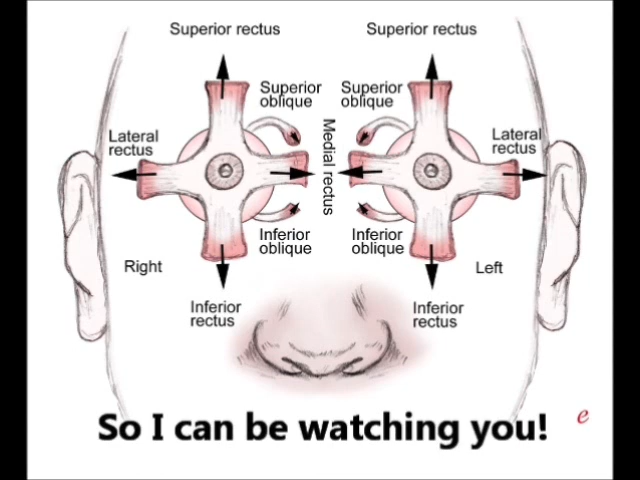 Superior rectus
Superior rectus
Superior
oblique
Superior
oblique
Lateral
rectus
Medial rectus
Lateral
rectus
Inferior
oblique
Inferior
oblique
Right
Left
Inferior
rectus
Inferior
rectus
So I can be watching you!
e